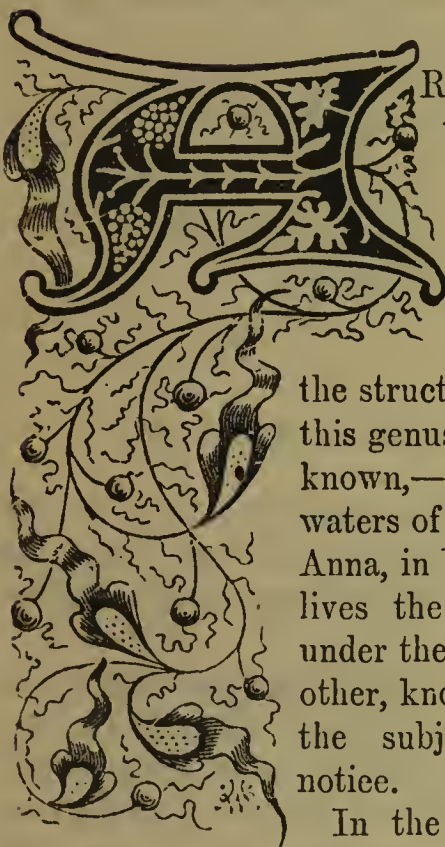 AR
the struct
this genus
known,—
waters of
Anna, in
lives the
under the
other, kno
the subj
notice.
In the